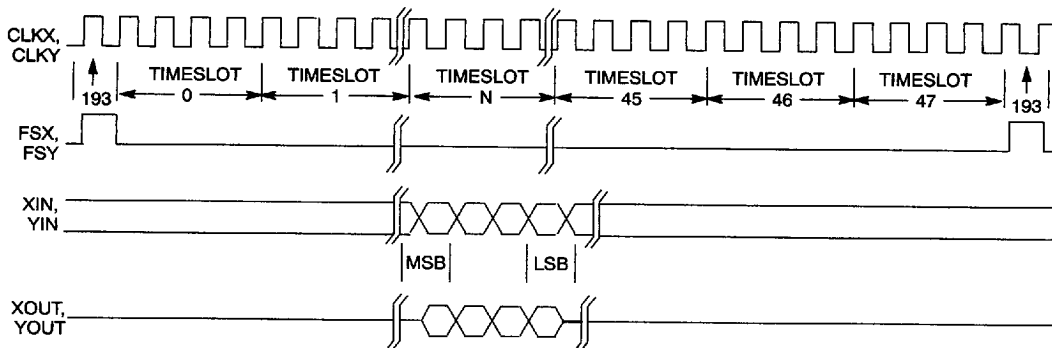 CLKX,
CLKY
TIMESLOT TIMESLOT TIMESLOT TIMESLOT TIMESLOT TIMESLOT
193 0 1 N 45 46 47 193
FSX,
FSY
XIN,
YIN
MSB LSB
XOUT,
YOUT